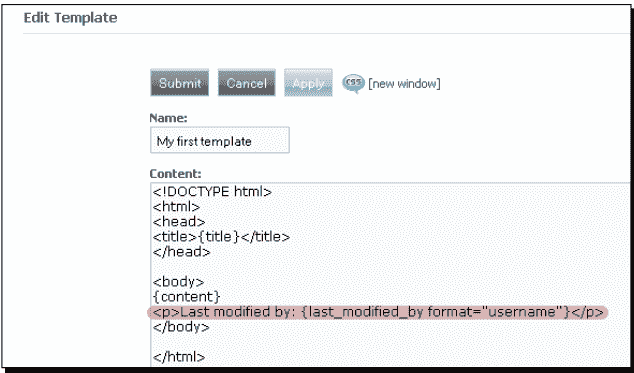 Edit Template
Submit Cancel Apply css [new window]
Name:
My first template
Content:
<!DOCTYPE html>
<html>
<head>
<title>{title}</title>
</head>
<body>
{content}
<p>Last modified by: {last_modified_by format="username"}</p>
</body>
</html>